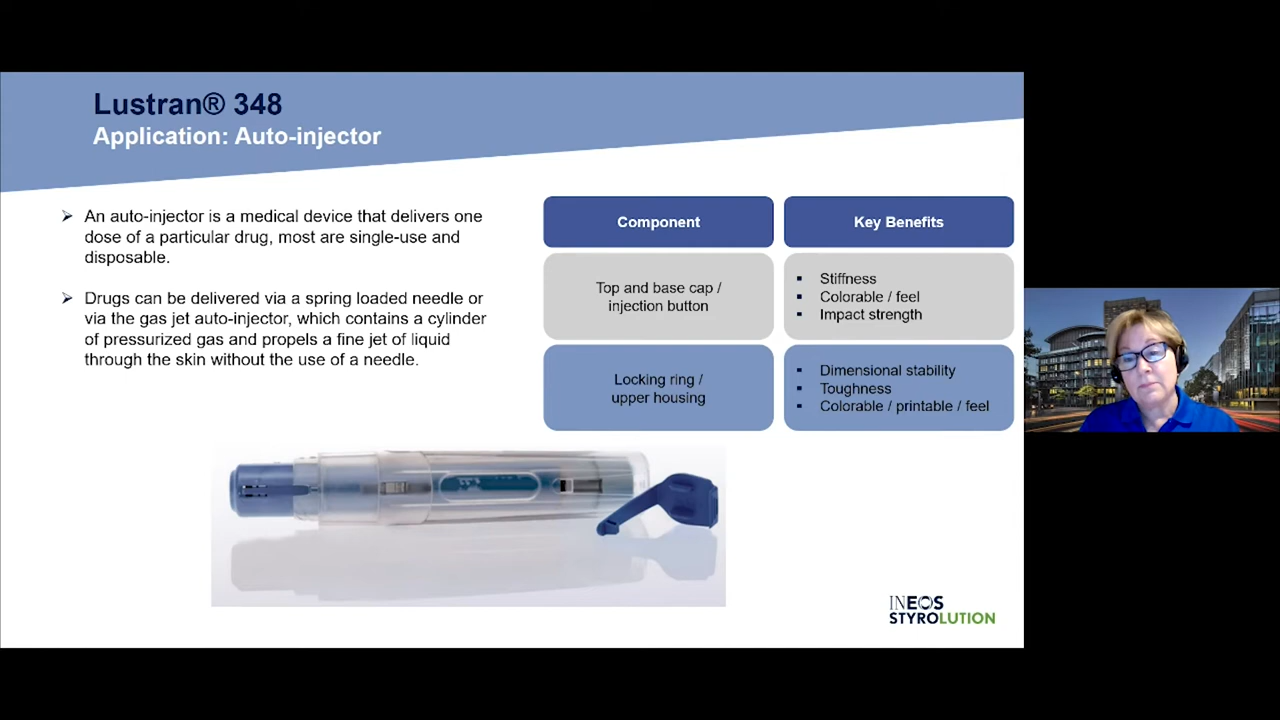 Lustran® 348
Application: Auto-injector
An auto-injector is a medical device that delivers one
dose of a particular drug, most are single-use and
disposable.
Drugs can be delivered via a spring loaded needle or
via the gas jet auto-injector, which contains a cylinder
of pressurized gas and propels a fine jet of liquid
through the skin without the use of a needle.
Component
Key Benefits
Top and base cap /
injection button
Stiffness
Colorable / feel
Impact strength
Locking ring /
upper housing
Dimensional stability
Toughness
Colorable / printable / feel
INEOS
STYROLUTION